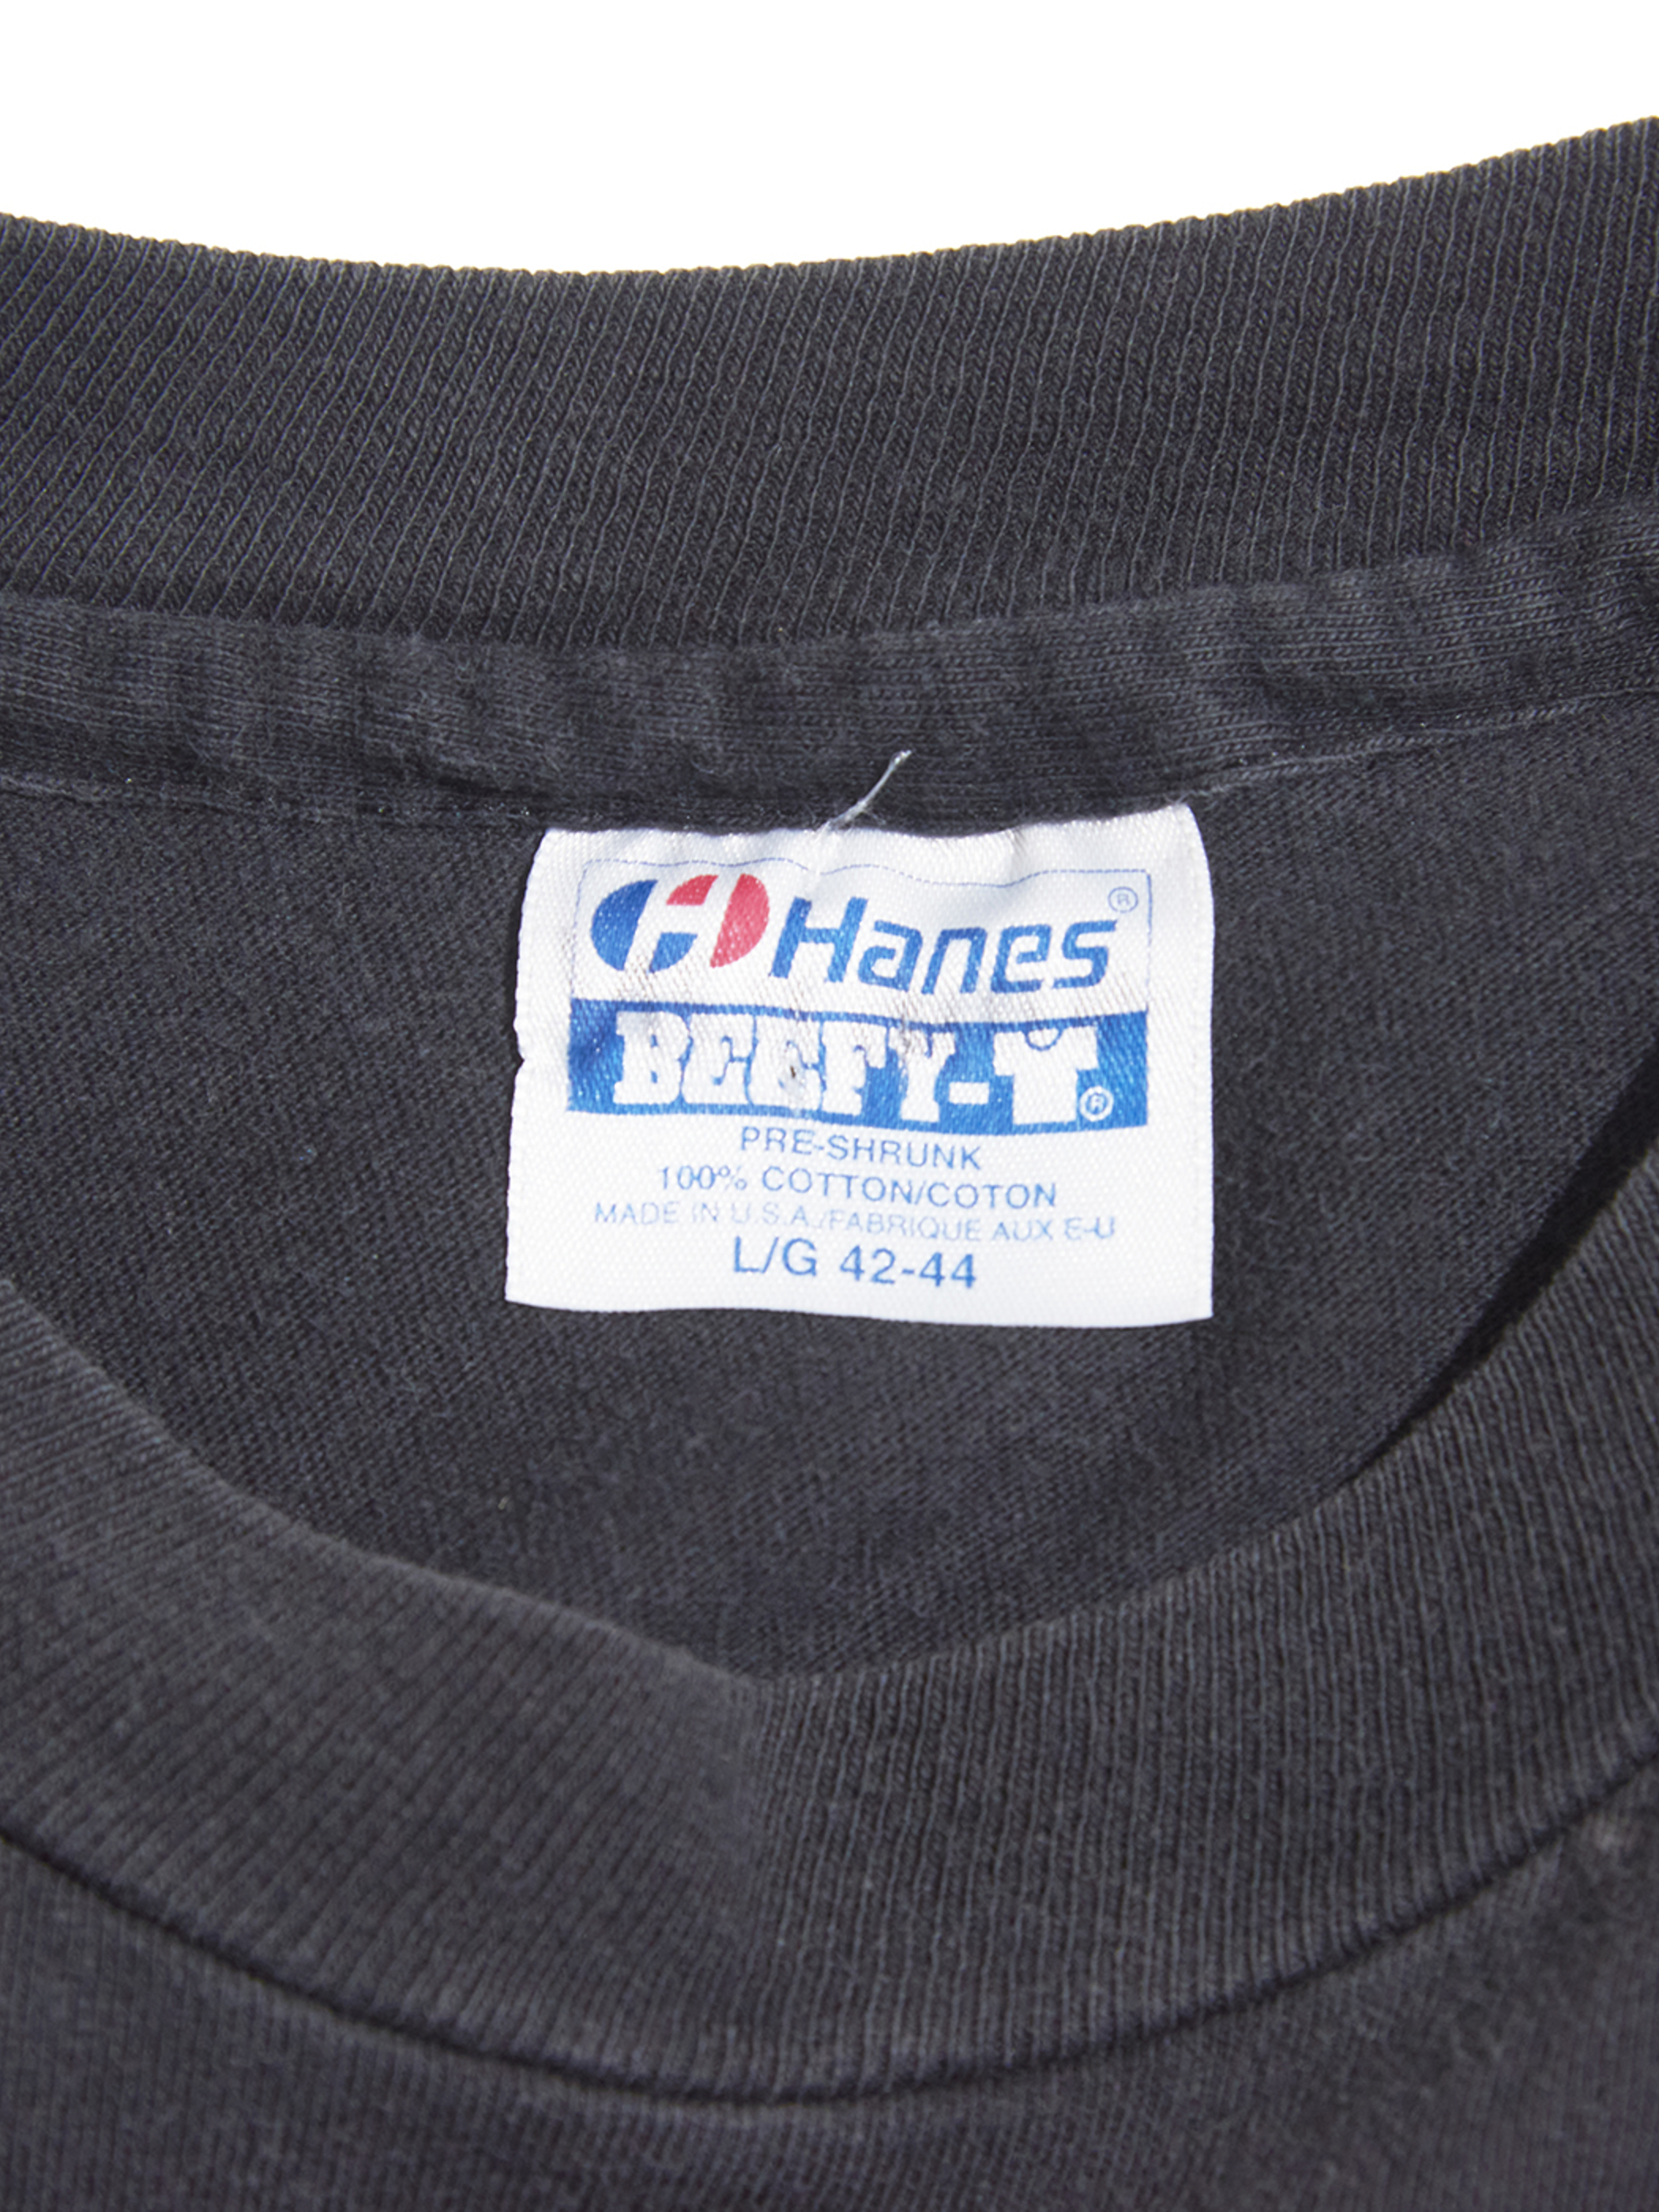 Hanes®
BEEFY-T®
PRE-SHRUNK
100% COTTON/COTON
MADE IN U.S.A./FABRIQUE AUX E-U
L/G 42-44